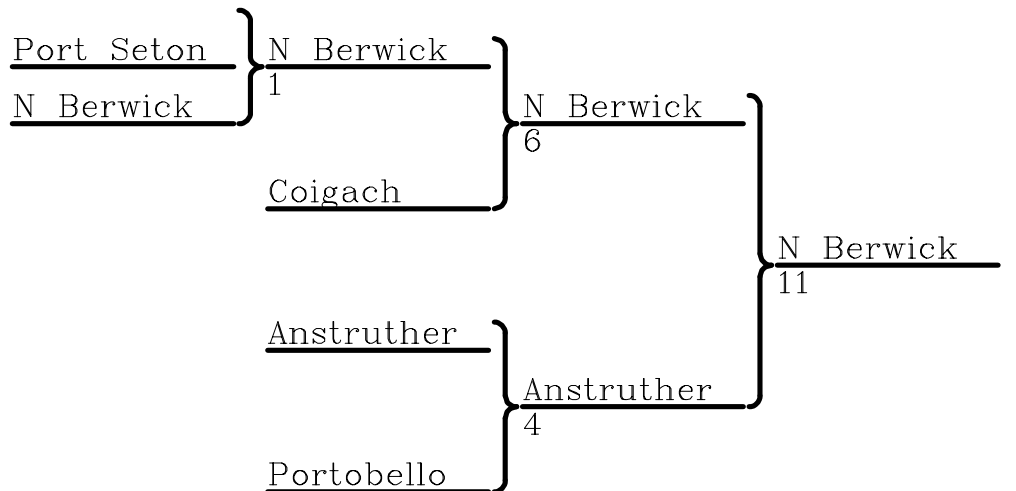 Port Seton
N Berwick
1
N Berwick
N Berwick
6
Coigach
N Berwick
11
Anstruther
Anstruther
4
Portobello